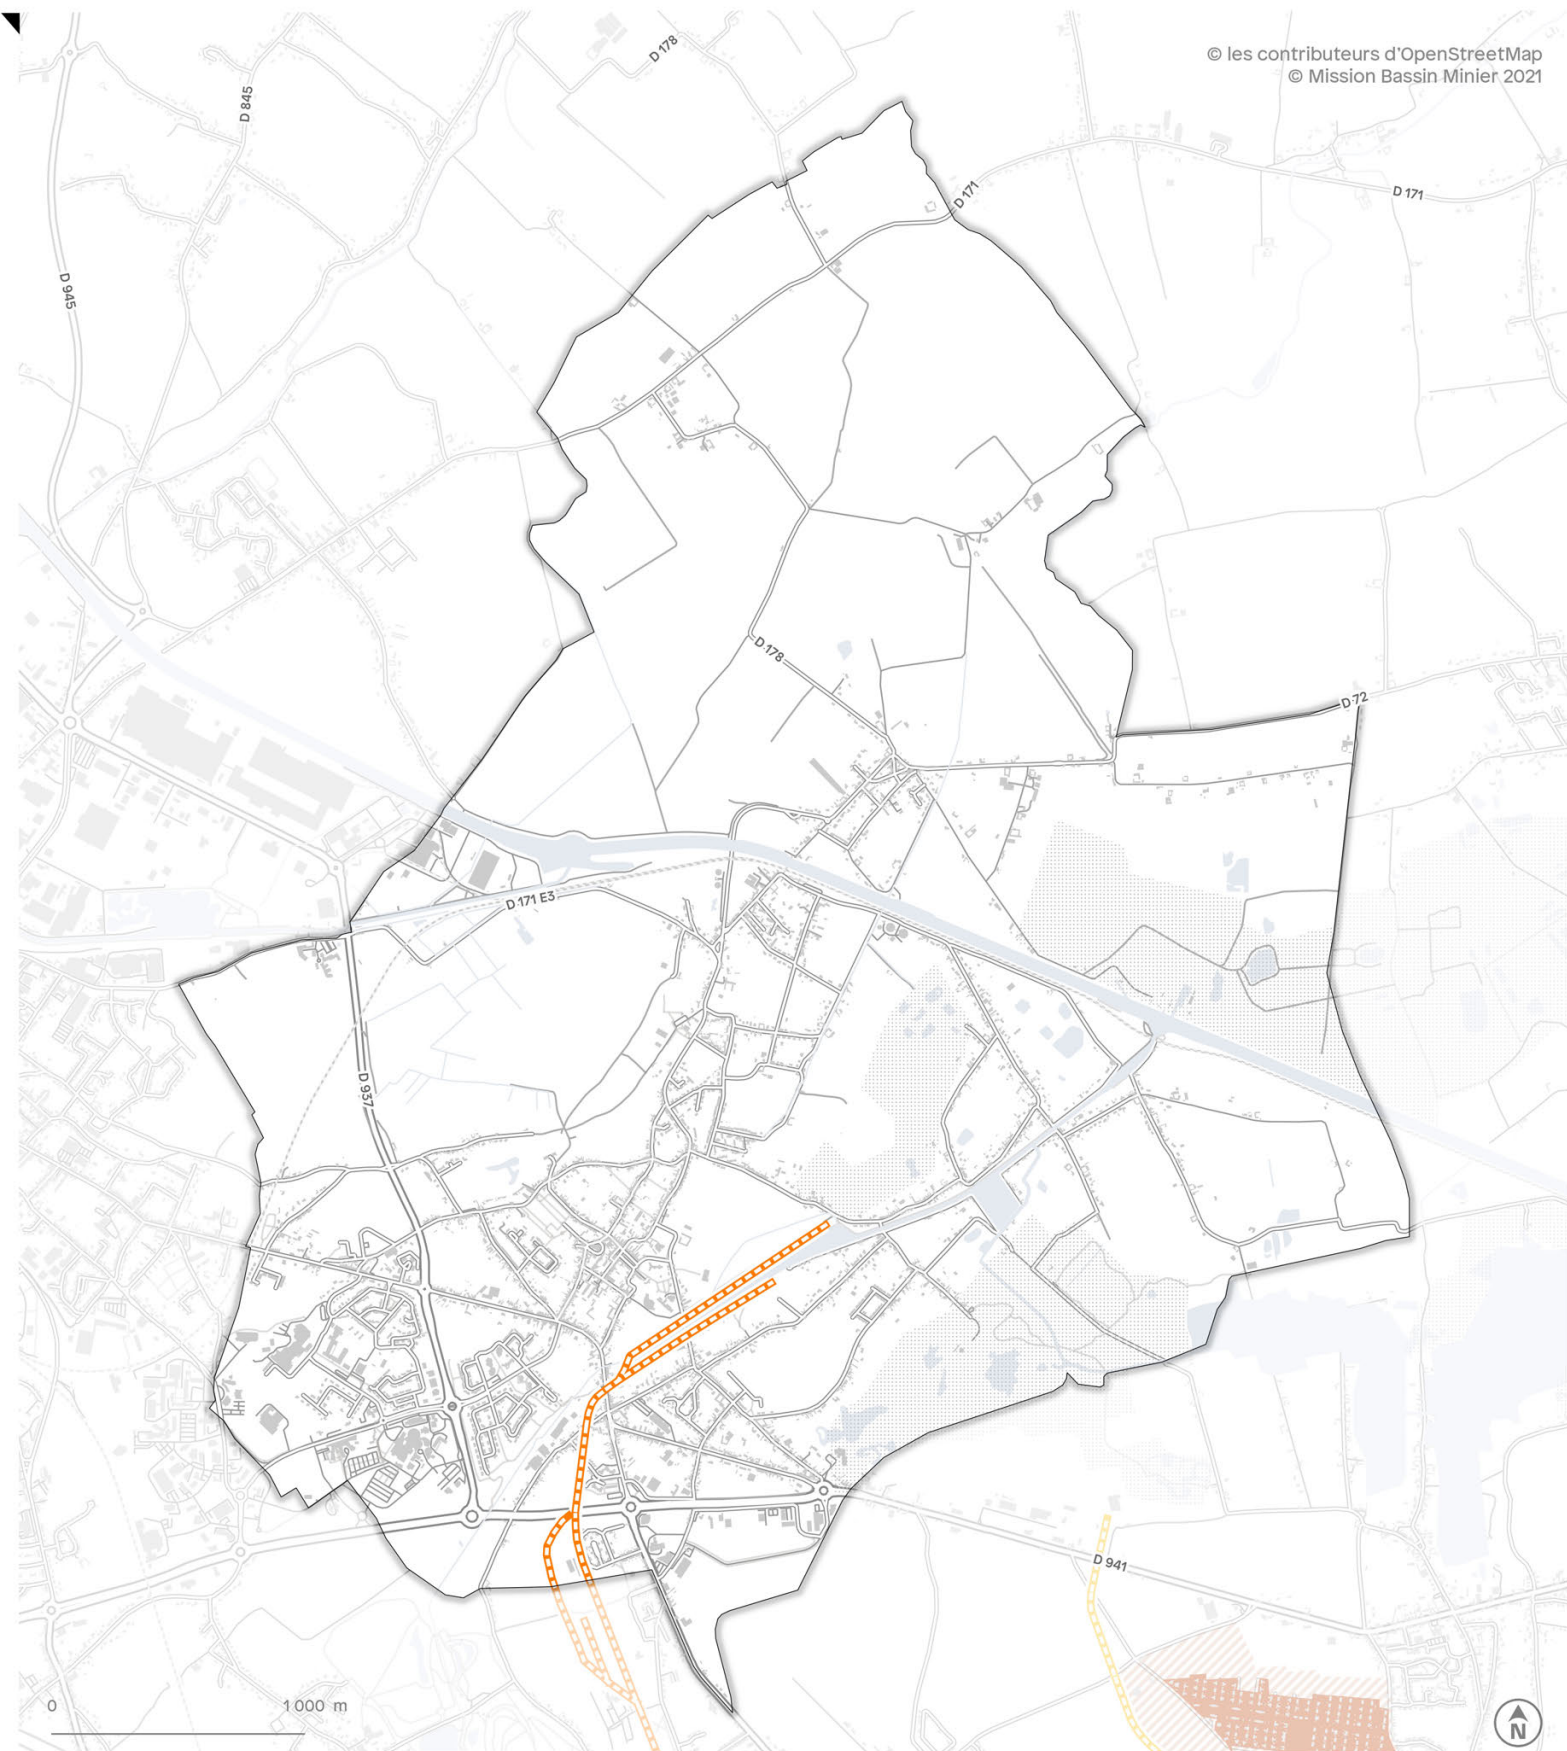 D 178
© les contributeurs d'OpenStreetMap
© Mission Bassin Minier 2021
D 845
D 171
D 171
D 945
D 178
D 72
D 171 E3
D 937
D 941
0 1 000 m
N